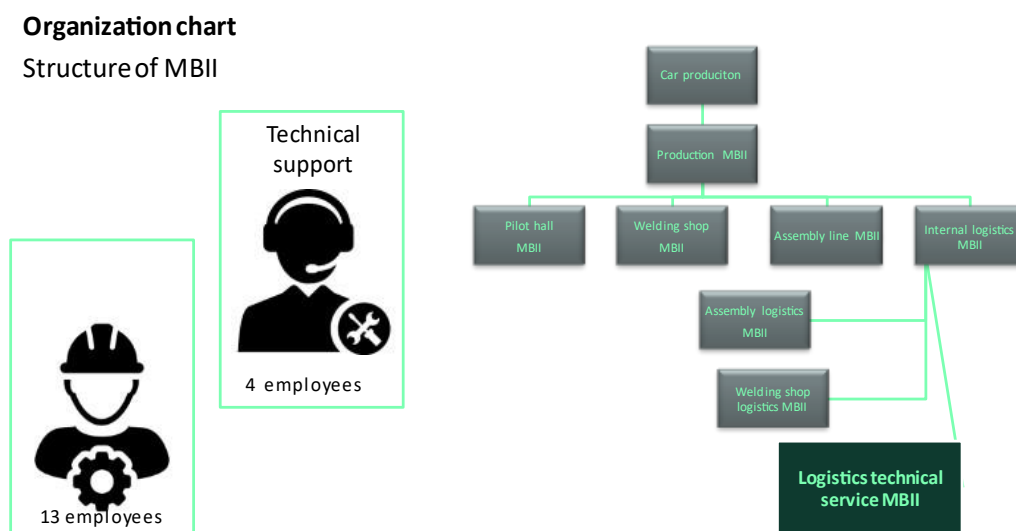 Organization chart
Structure of MBII
Technical
support
4 employees
13 employees
Car produciton
Production MBII
Pilot hall
MBII
Welding shop
MBII
Assembly line MBII
Internal logistics
MBII
Assembly logistics
MBII
Welding shop
logistics MBII
Logistics technical
service MBII